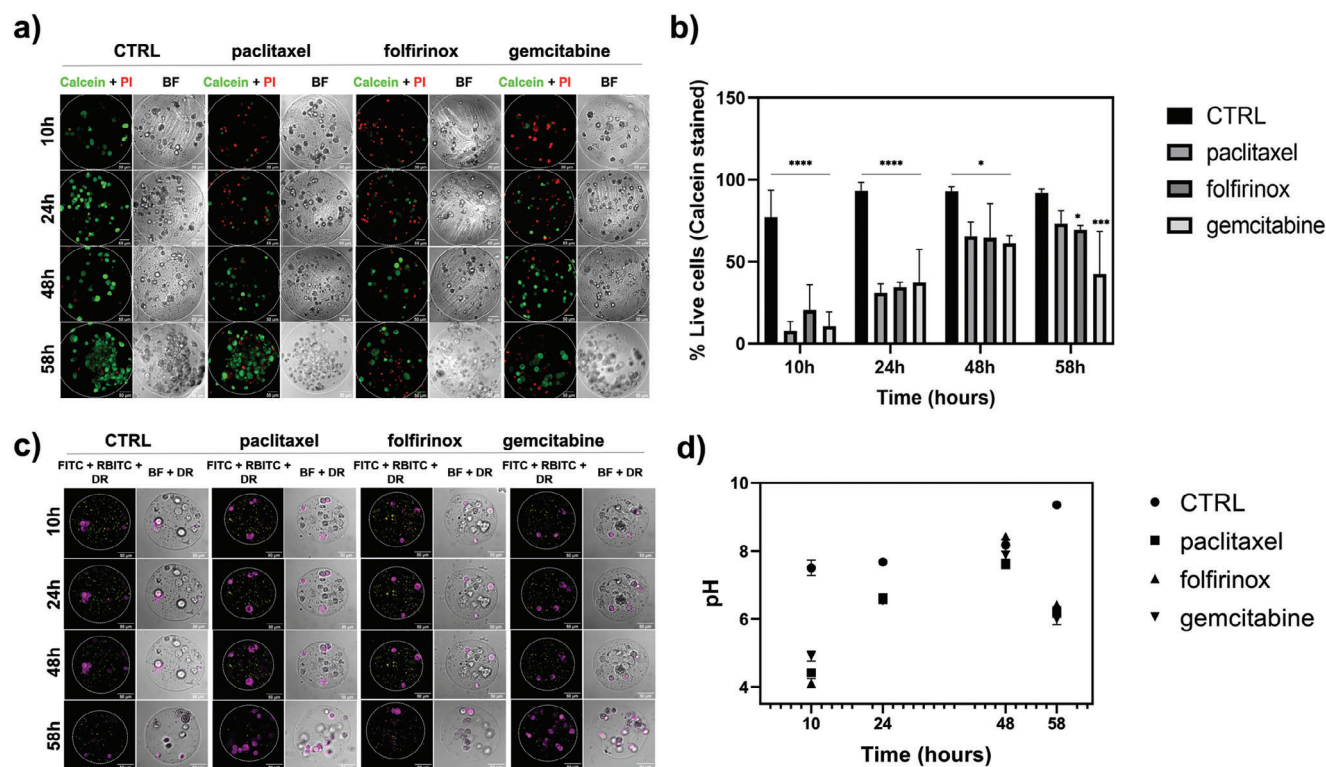 a)
CTRL paclitaxel folfirinox gemcitabine
Calcein + PI BF Calcein + PI BF Calcein + PI BF Calcein + PI BF
10h
24h
48h
58h
b)
% Live cells (Calcein stained)
150
100
50
0
**** **** * * ***
10h 24h 48h 58h
Time (hours)
CTRL
paclitaxel
folfirinox
gemcitabine
c)
CTRL paclitaxel folfirinox gemcitabine
FITC + RBITC + DR BF + DR FITC + RBITC + DR BF + DR FITC + RBITC + DR BF + DR FITC + RBITC + DR BF + DR
10h
24h
48h
58h
d)
pH
10
8
6
4
10 24 48 58
Time (hours)
CTRL
paclitaxel
folfirinox
gemcitabine